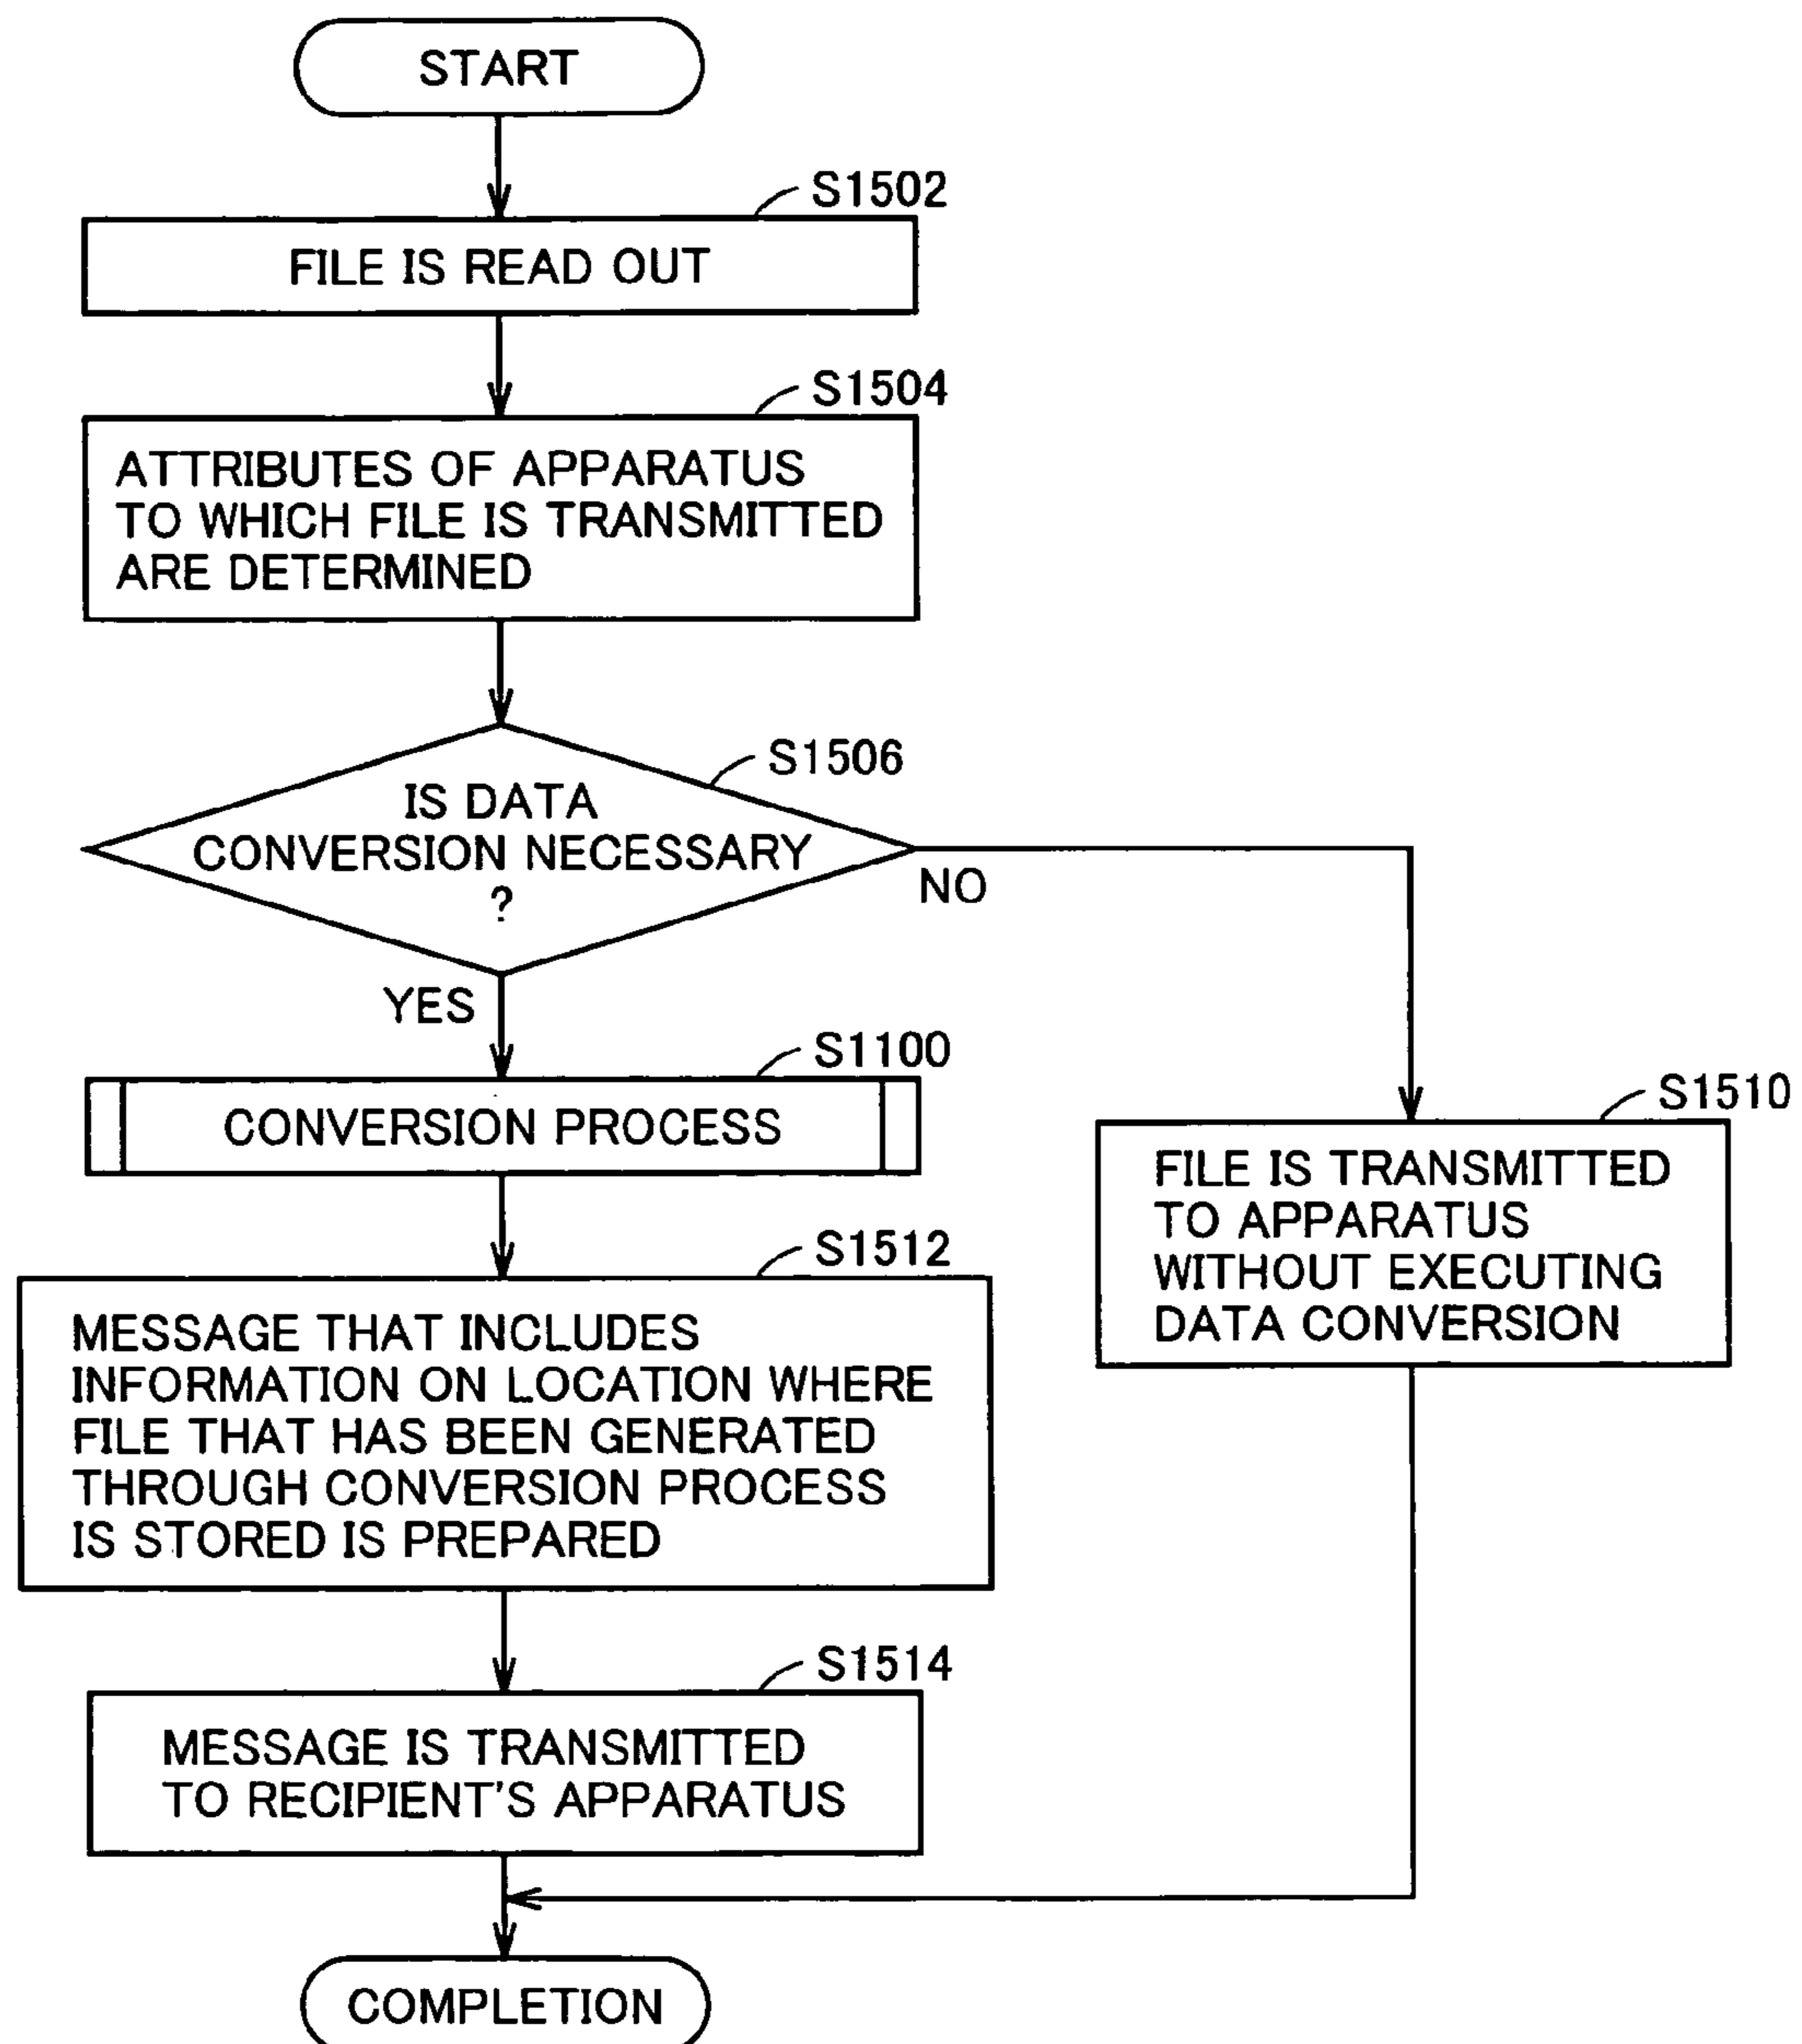 START
S1502
FILE IS READ OUT
S1504
ATTRIBUTES OF APPARATUS
TO WHICH FILE IS TRANSMITTED
ARE DETERMINED
S1506
IS DATA
CONVERSION NECESSARY
?
NO
YES
S1100
CONVERSION PROCESS
S1510
FILE IS TRANSMITTED
TO APPARATUS
WITHOUT EXECUTING
DATA CONVERSION
S1512
MESSAGE THAT INCLUDES
INFORMATION ON LOCATION WHERE
FILE THAT HAS BEEN GENERATED
THROUGH CONVERSION PROCESS
IS STORED IS PREPARED
S1514
MESSAGE IS TRANSMITTED
TO RECIPIENT'S APPARATUS
COMPLETION